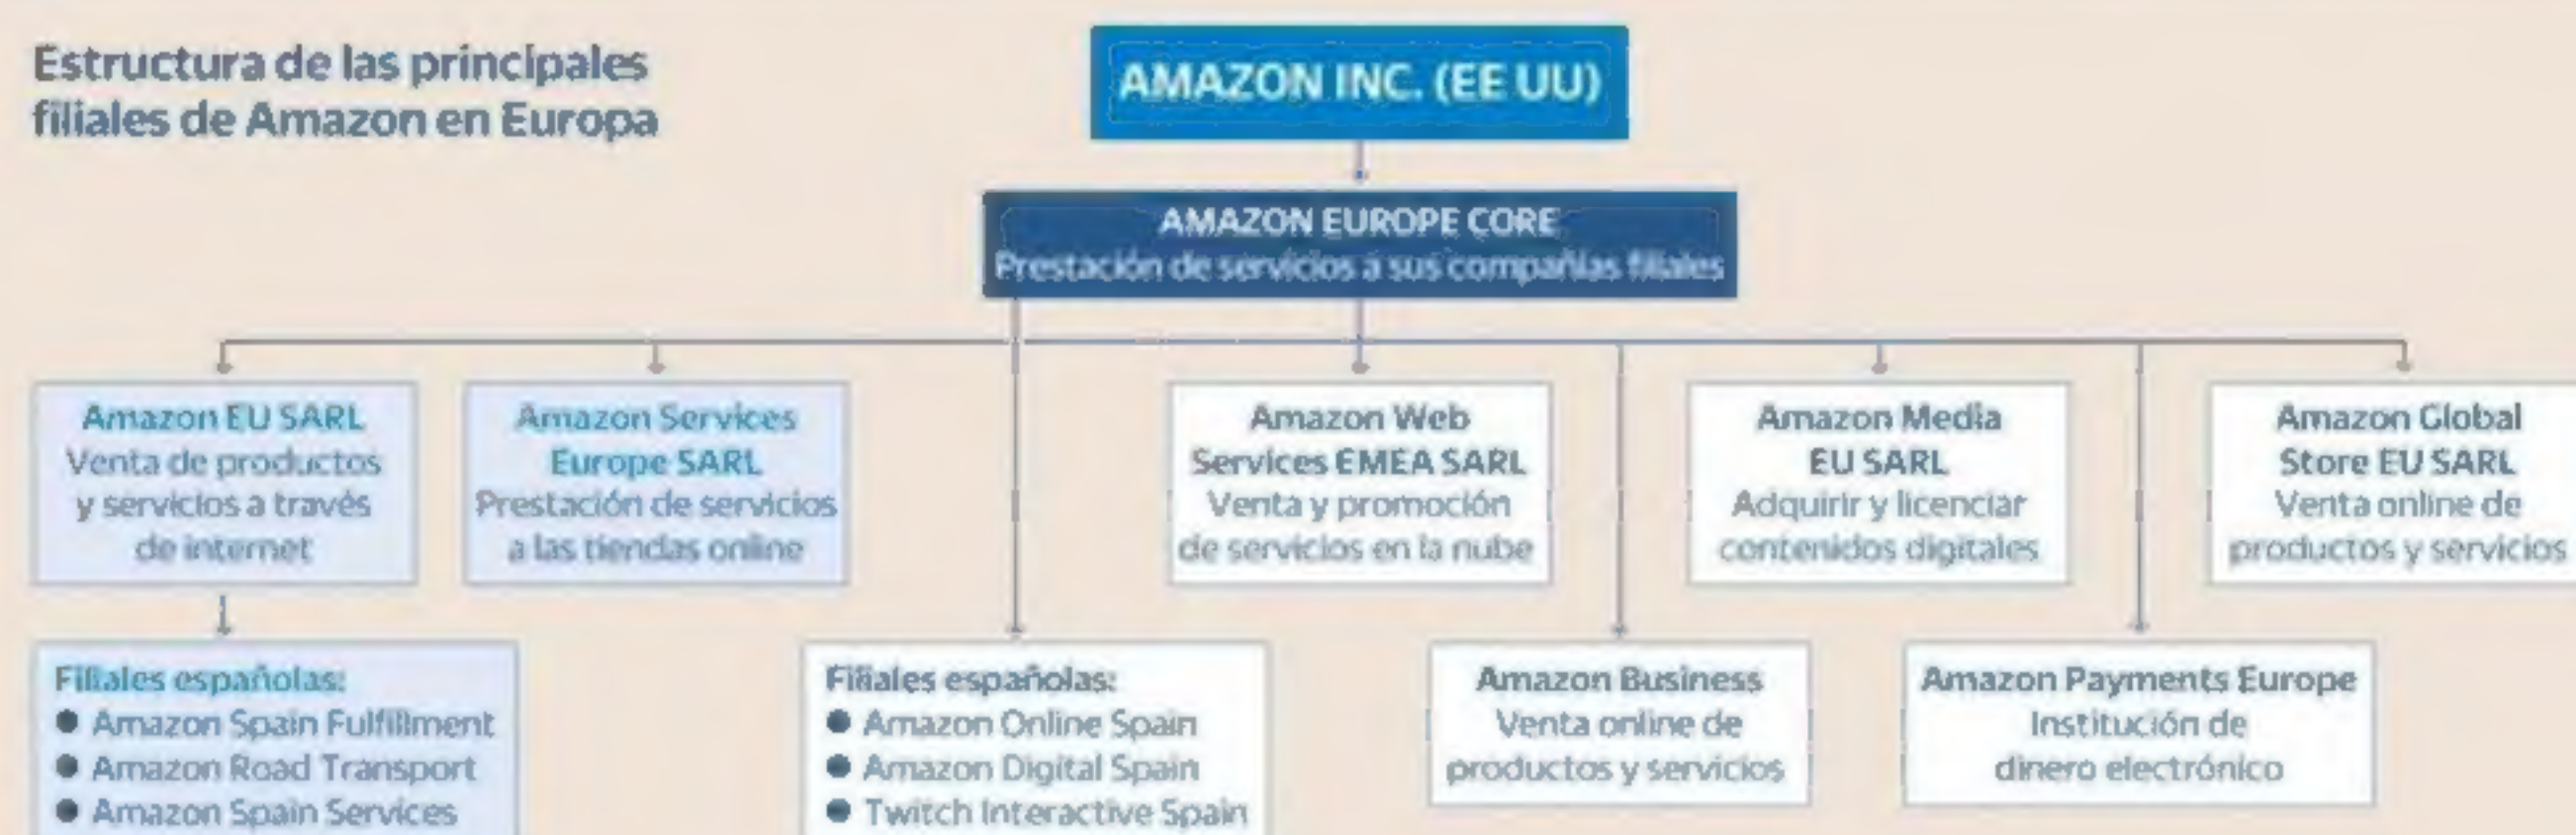 Estructura de las principales
filiales de Amazon en Europa
AMAZON INC. (EE UU)
AMAZON EUROPE CORE
Prestación de servicios a sus compañías filiales
Amazon EU SARL
Venta de productos
y servicios a través
de internet
Amazon Services
Europe SARL
Prestación de servicios
a las tiendas online
Amazon Web
Services EMEA SARL
Venta y promoción
de servicios en la nube
Amazon Media
EU SARL
Adquirir y licenciar
contenidos digitales
Amazon Global
Store EU SARL
Venta online de
productos y servicios
Filiales españolas:
● Amazon Spain Fulfillment
● Amazon Road Transport
● Amazon Spain Services
Filiales españolas:
● Amazon Online Spain
● Amazon Digital Spain
● Twitch Interactive Spain
Amazon Business
Venta online de
productos y servicios
Amazon Payments Europe
Institución de
dinero electrónico